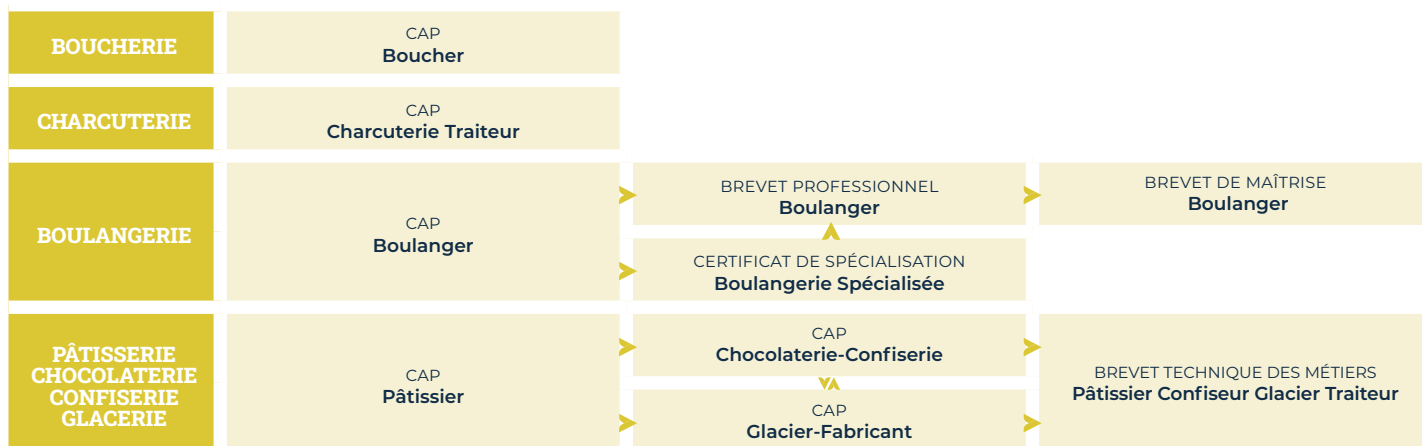 BOUCHERIE
CAP
Boucher
CHARCUTERIE
CAP
Charcuterie Traiteur
BOULANGERIE
CAP
Boulanger
BREVET PROFESSIONNEL
Boulanger
BREVET DE MAÎTRISE
Boulanger
CERTIFICAT DE SPÉCIALISATION
Boulangerie Spécialisée
PÂTISSERIE
CHOCOLATERIE
CONFISERIE
GLACERIE
CAP
Pâtissier
CAP
Chocolaterie-Confiserie
CAP
Glacier-Fabricant
BREVET TECHNIQUE DES MÉTIERS
Pâtissier Confiseur Glacier Traiteur